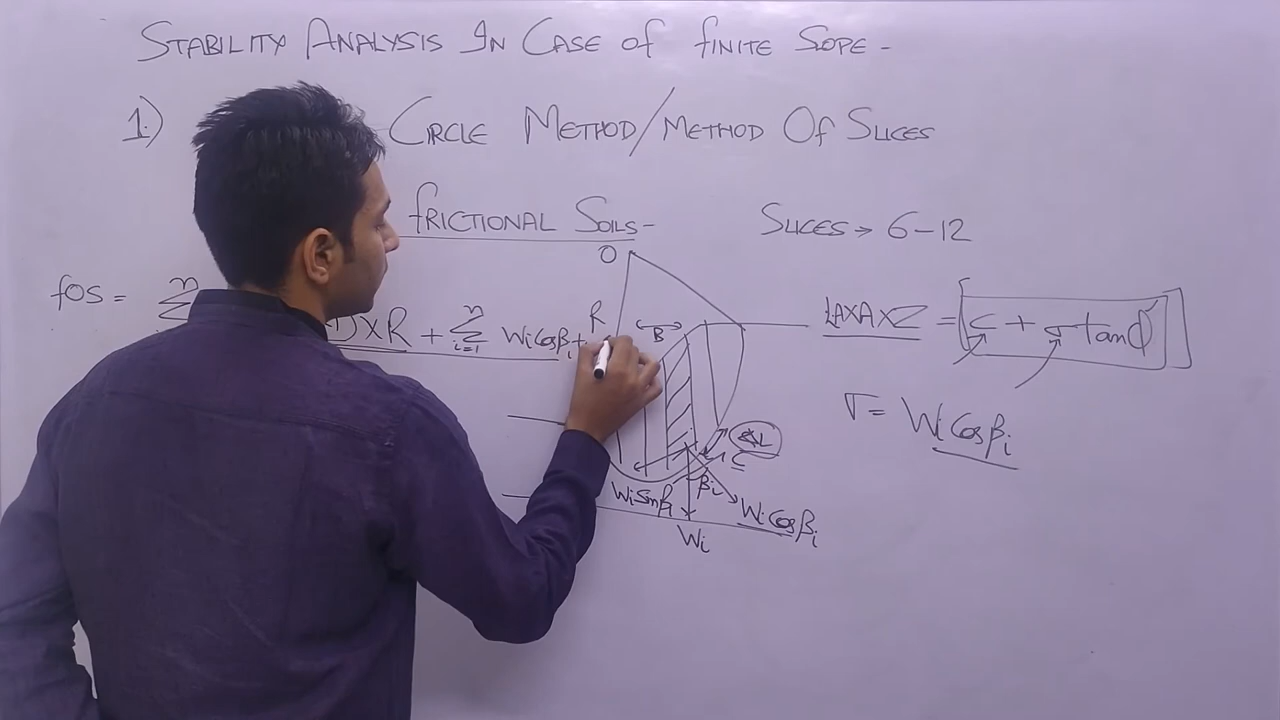 STABILITY ANALYSIS IN CASE OF FINITE SOPE -
1.) CIRCLE METHOD/METHOD OF SLICES
FRICTIONAL SOILS-
SLICES → 6-12
O
FOS = Σ n XR + Σ n i=1 Wi Cosβi +
R
B
= [C + σ tanφ]
σ = Wi Cosβi
ΔL
C
Wi Sinβi
βi
Wi Cosβi
Wi